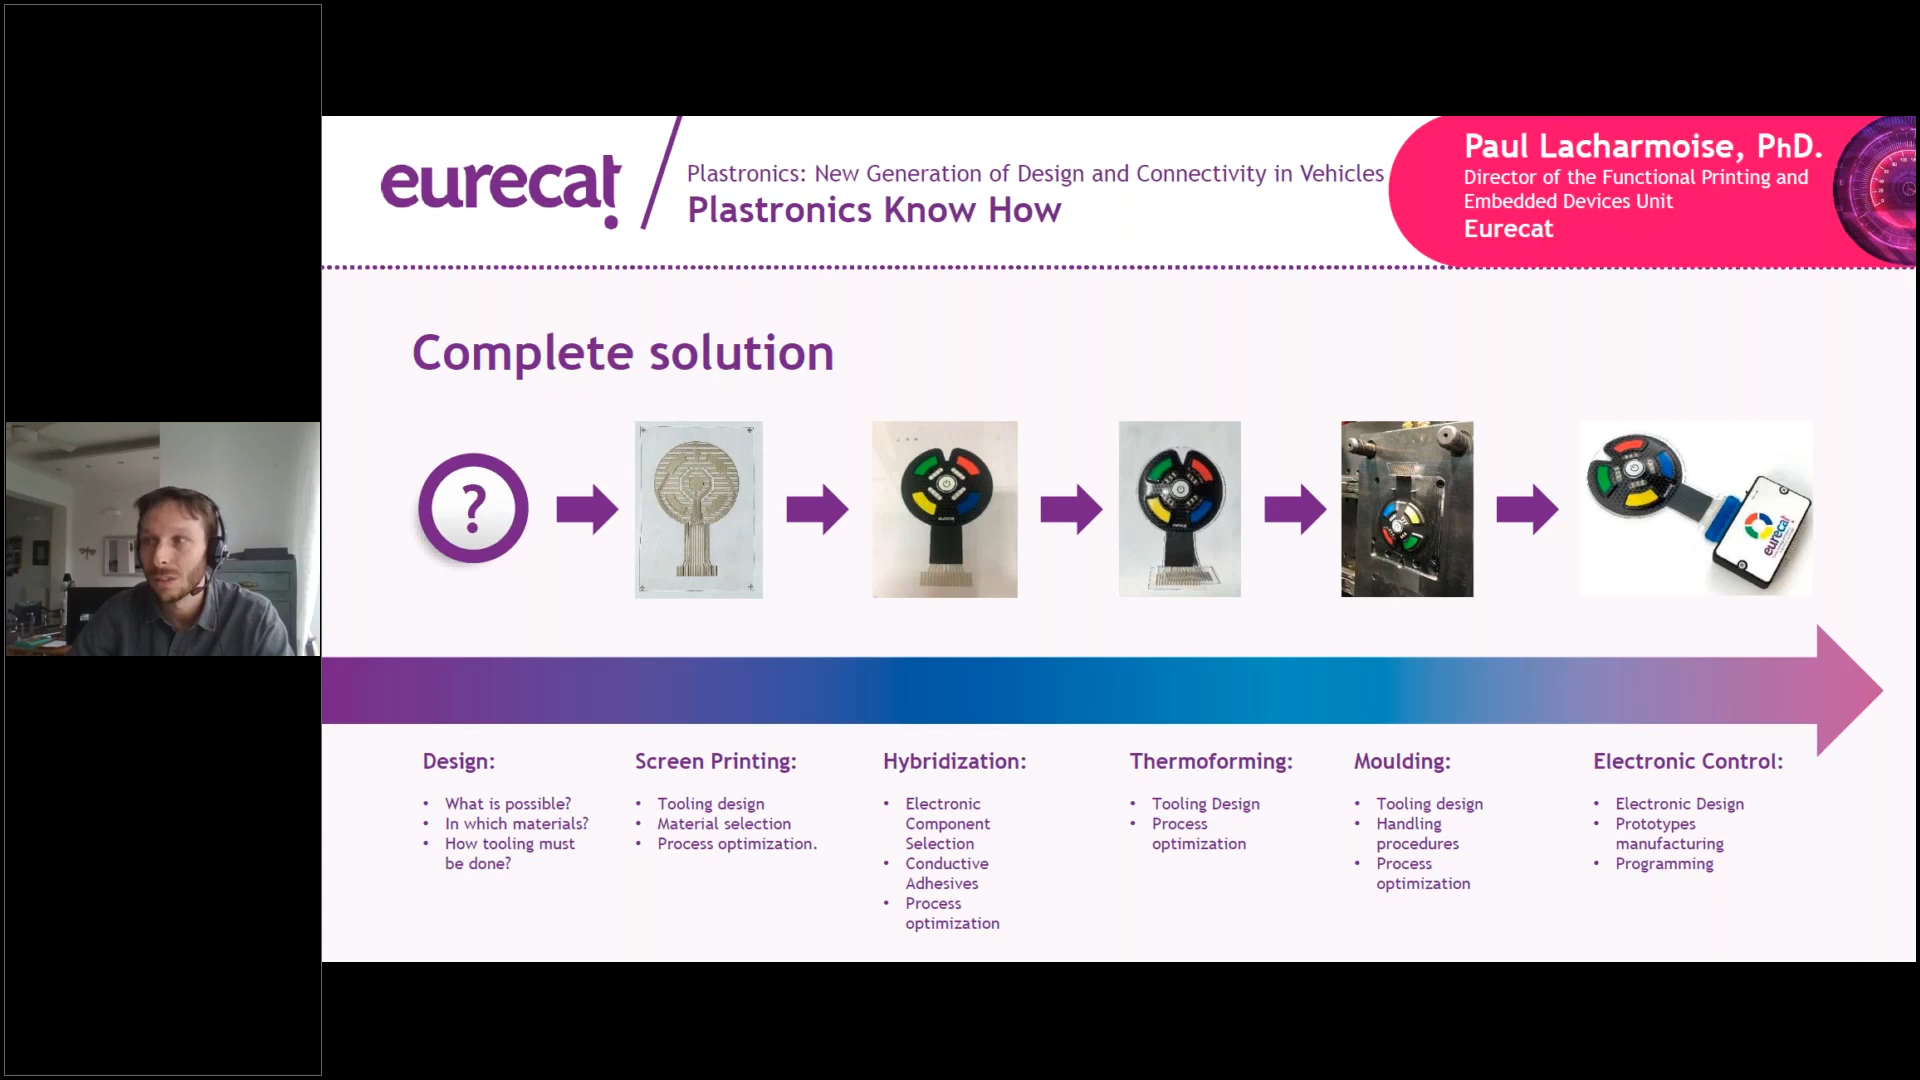 eurecat
Plastronics: New Generation of Design and Connectivity in Vehicles
Plastronics Know How
Paul Lacharmoise, PhD.
Director of the Functional Printing and
Embedded Devices Unit
Eurecat
Complete solution
?
eurecat
Design:
• What is possible?
• In which materials?
• How tooling must
be done?
Screen Printing:
• Tooling design
• Material selection
• Process optimization.
Hybridization:
• Electronic
Component
Selection
• Conductive
Adhesives
• Process
optimization
Thermoforming:
• Tooling Design
• Process
optimization
Moulding:
• Tooling design
• Handling
procedures
• Process
optimization
Electronic Control:
• Electronic Design
• Prototypes
manufacturing
• Programming